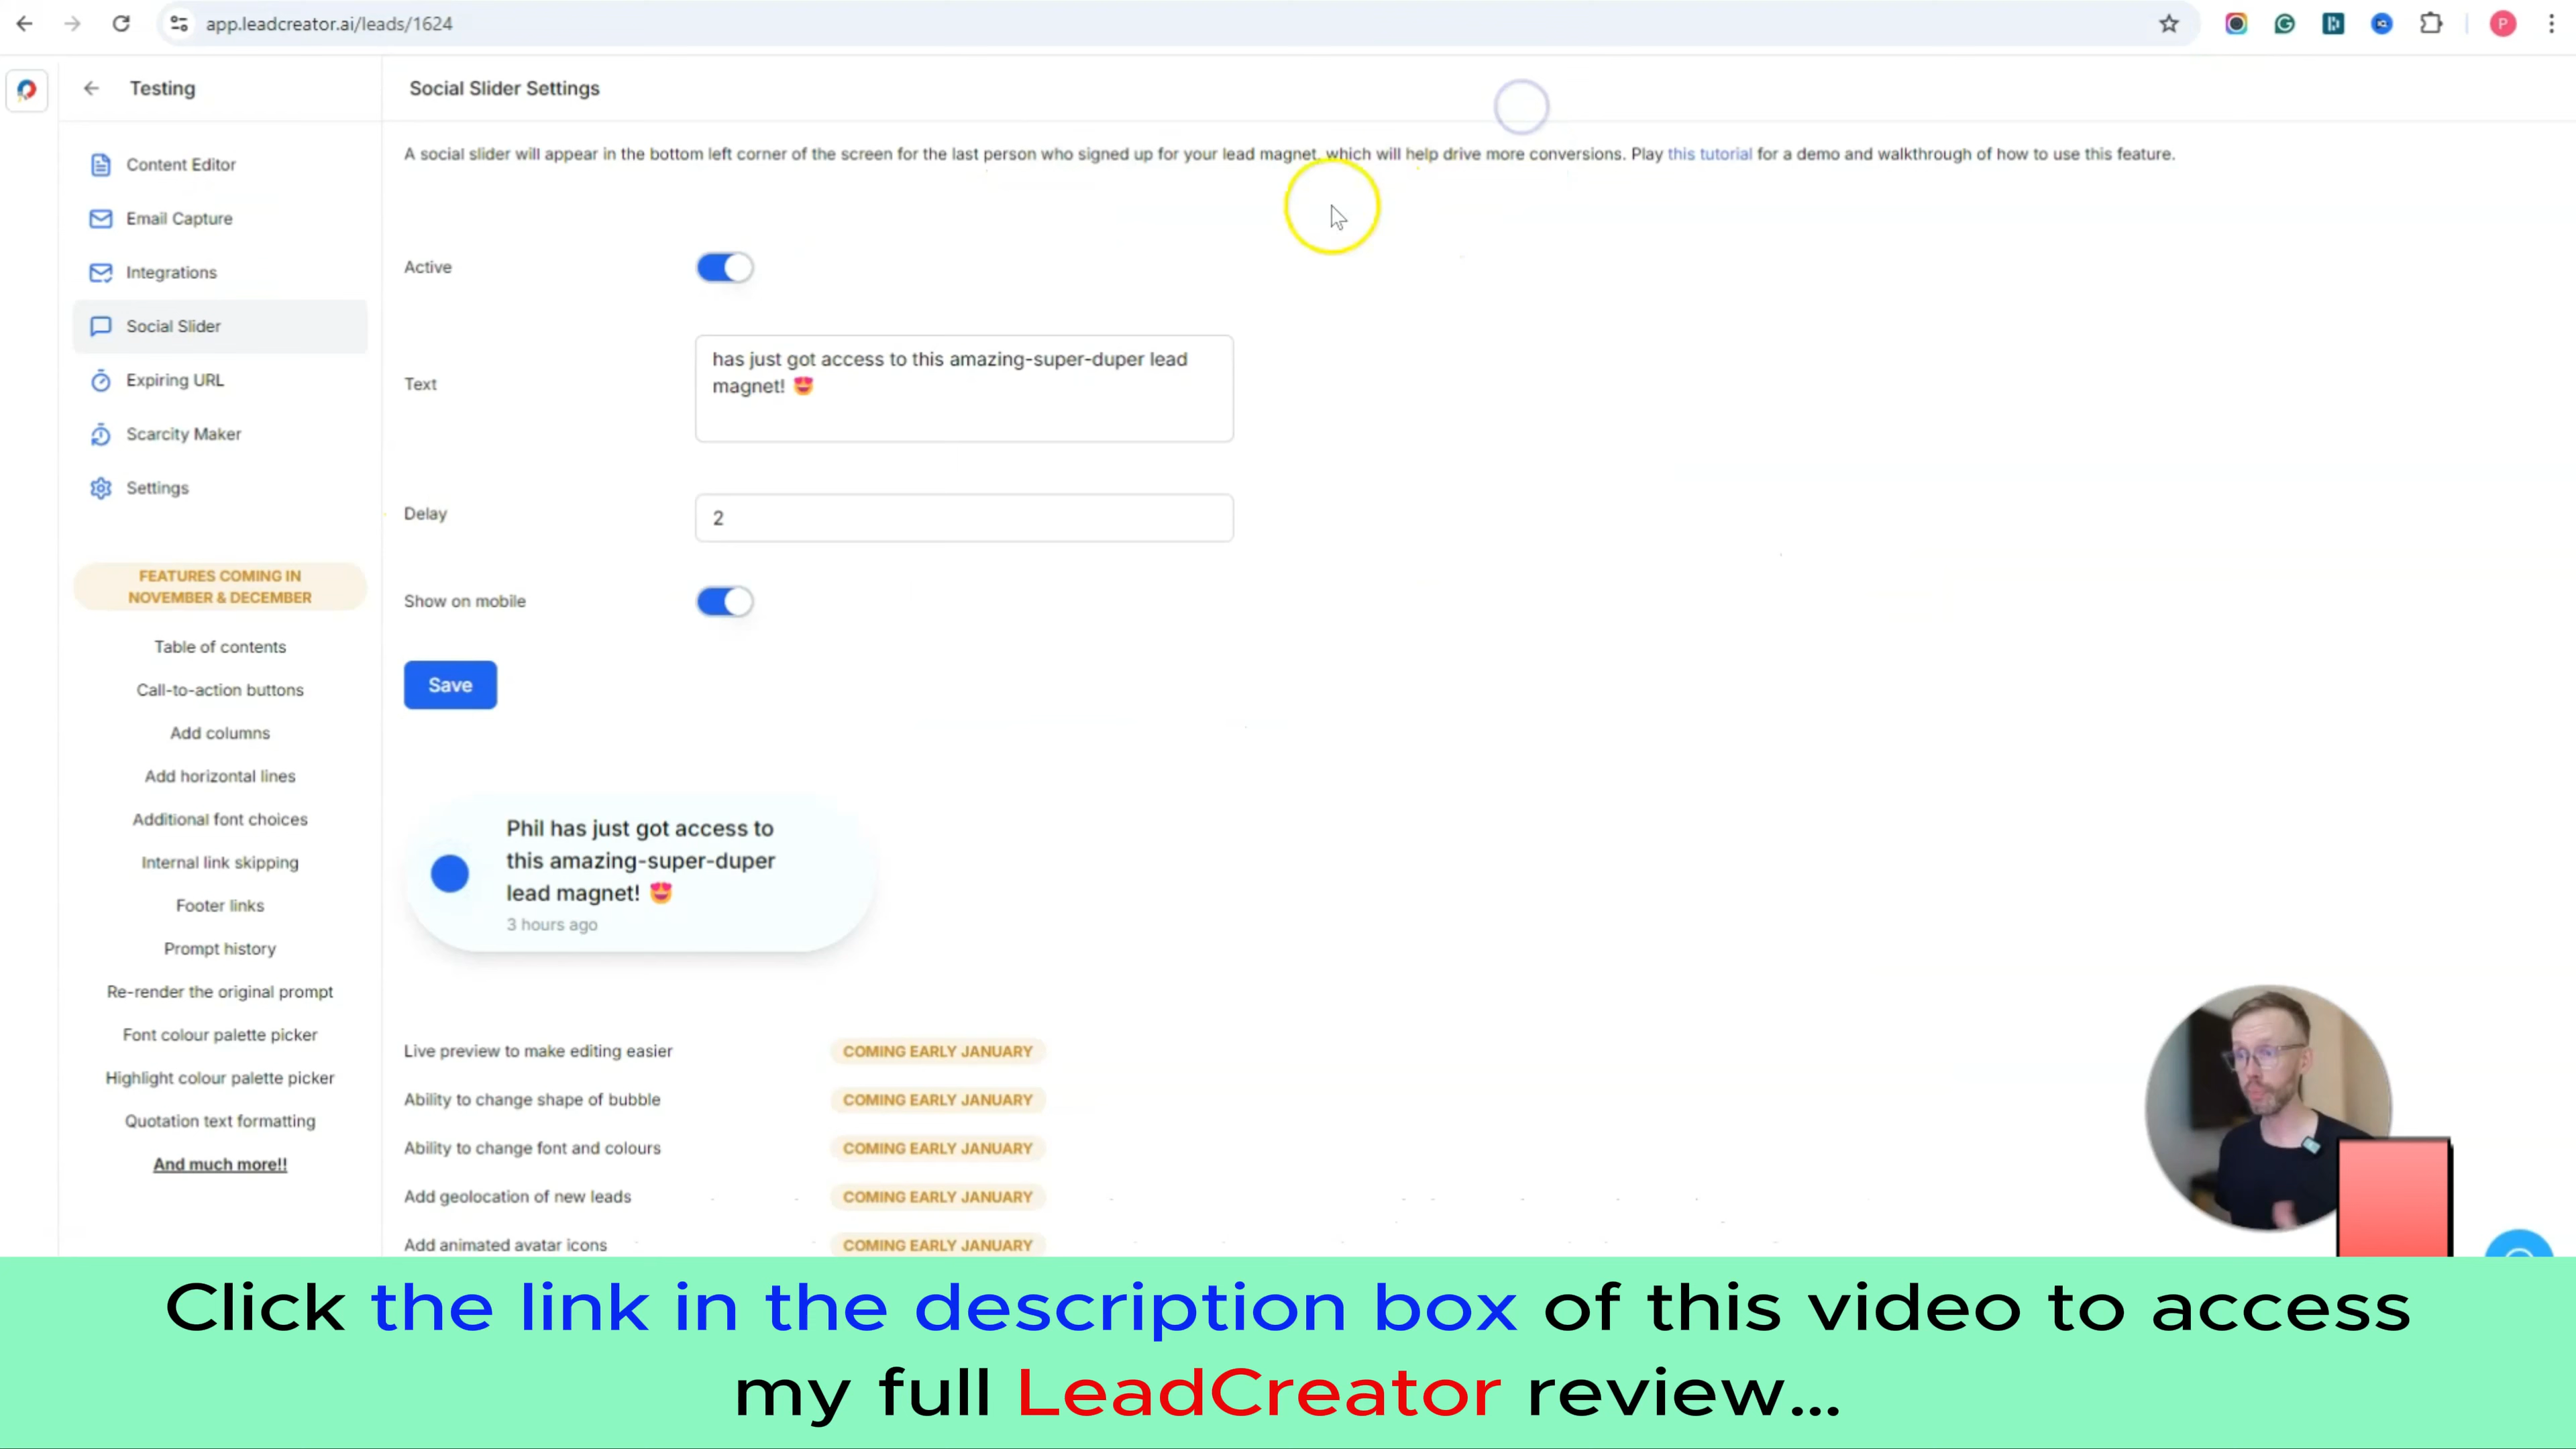 app.leadcreator.ai/leads/1624
P
Testing
Content Editor
Email Capture
Integrations
Social Slider
Expiring URL
Scarcity Maker
Settings
FEATURES COMING IN
NOVEMBER & DECEMBER
Table of contents
Call-to-action buttons
Add columns
Add horizontal lines
Additional font choices
Internal link skipping
Footer links
Prompt history
Re-render the original prompt
Font colour palette picker
Highlight colour palette picker
Quotation text formatting
And much more!!
Social Slider Settings
A social slider will appear in the bottom left corner of the screen for the last person who signed up for your lead magnet, which will help drive more conversions. Play this tutorial for a demo and walkthrough of how to use this feature.
Active
Text
has just got access to this amazing-super-duper lead
magnet! 😍
Delay
2
Show on mobile
Save
Phil has just got access to
this amazing-super-duper
lead magnet! 😍
3 hours ago
Live preview to make editing easier COMING EARLY JANUARY
Ability to change shape of bubble COMING EARLY JANUARY
Ability to change font and colours COMING EARLY JANUARY
Add geolocation of new leads COMING EARLY JANUARY
Add animated avatar icons COMING EARLY JANUARY
Click the link in the description box of this video to access
my full LeadCreator review...